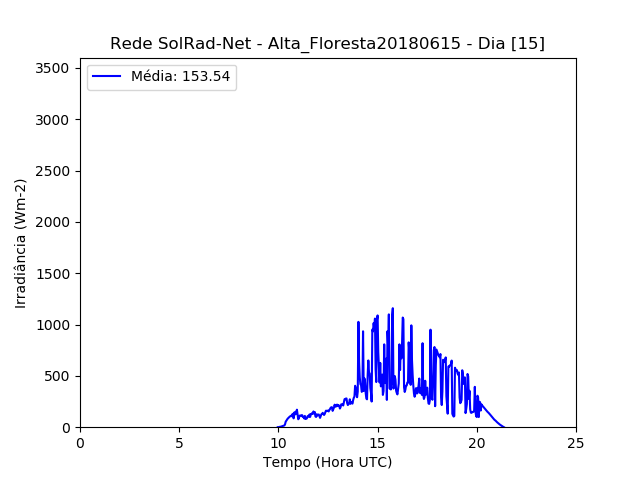 Rede SolRad-Net - Alta_Floresta20180615 - Dia [15]
Média: 153.54
3500
3000
2500
2000
1500
1000
500
0
Irradiância (Wm-2)
0 5 10 15 20 25
Tempo (Hora UTC)